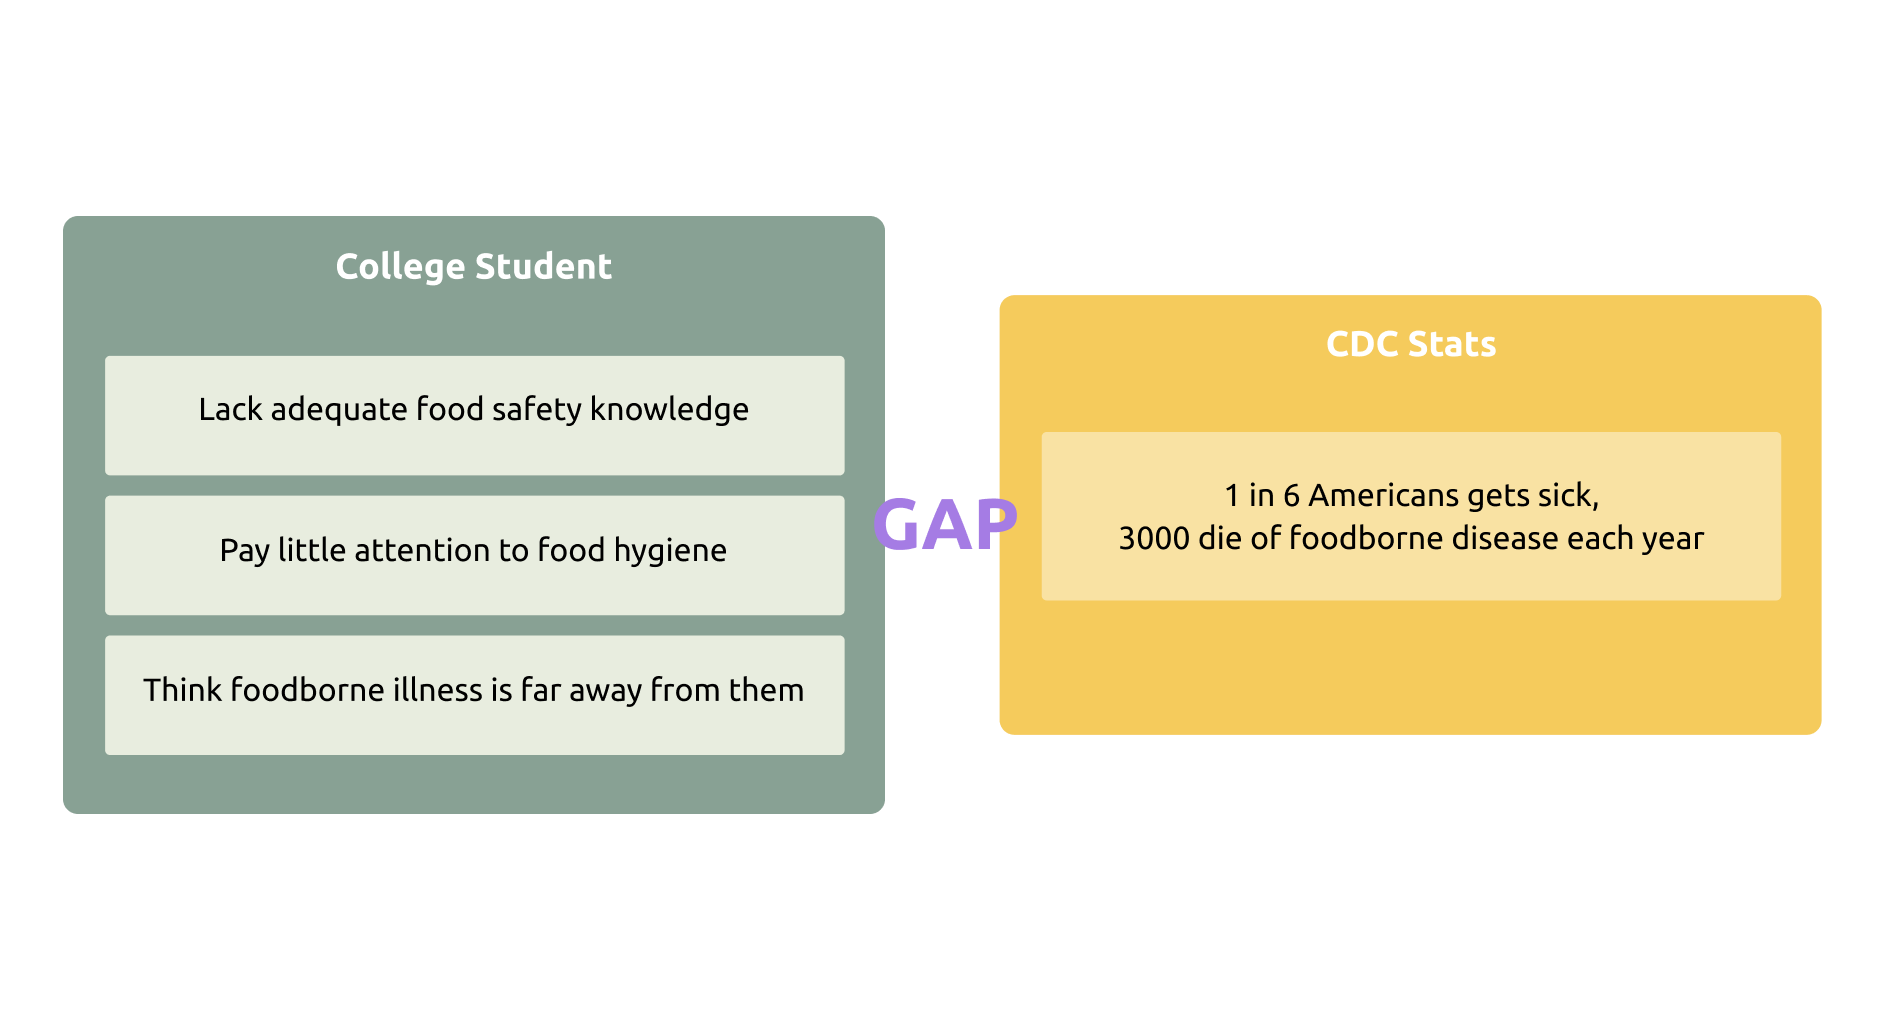 College Student
Lack adequate food safety knowledge
Pay little attention to food hygiene
Think foodborne illness is far away from them
GAP
CDC Stats
1 in 6 Americans gets sick,
3000 die of foodborne disease each year